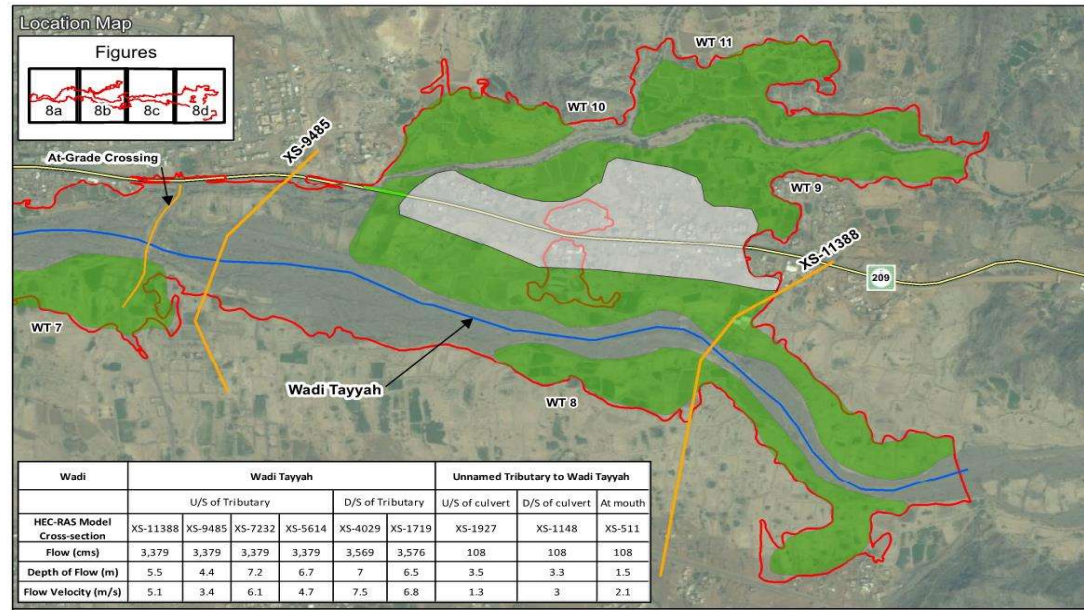 Location Map
Figures
8a 8b 8c 8d
WT 11
WT 10
XS-9485
At-Grade Crossing
WT 9
XS-11388
209
WT 7
Wadi Tayyah
WT 8
Wadi Wadi Tayyah Unnamed Tributary to Wadi Tayyah
U/S of Tributary D/S of Tributary U/S of culvert D/S of culvert At mouth
HEC-RAS Model
Cross-section XS-11388 XS-9485 XS-7232 XS-5614 XS-4029 XS-1719 XS-1927 XS-1148 XS-511
Flow (cms) 3,379 3,379 3,379 3,379 3,569 3,576 108 108 108
Depth of Flow (m) 5.5 4.4 7.2 6.7 7 6.5 3.5 3.3 1.5
Flow Velocity (m/s) 5.1 3.4 6.1 4.7 7.5 6.8 1.3 3 2.1